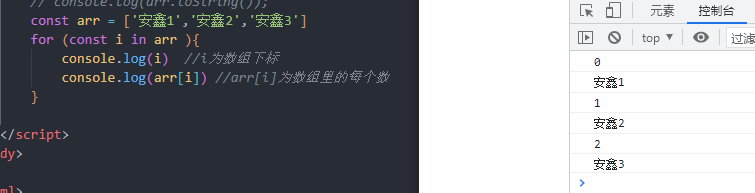 // console.log(arr.toString());
const arr = ['安鑫1','安鑫2','安鑫3']
for (const i in arr ){
console.log(i) //i为数组下标
console.log(arr[i]) //arr[i]为数组里的每个数
}
</script>
dy>
ml>
元素 控制台
top ▼ 过滤
0
安鑫1
1
安鑫2
2
安鑫3
>